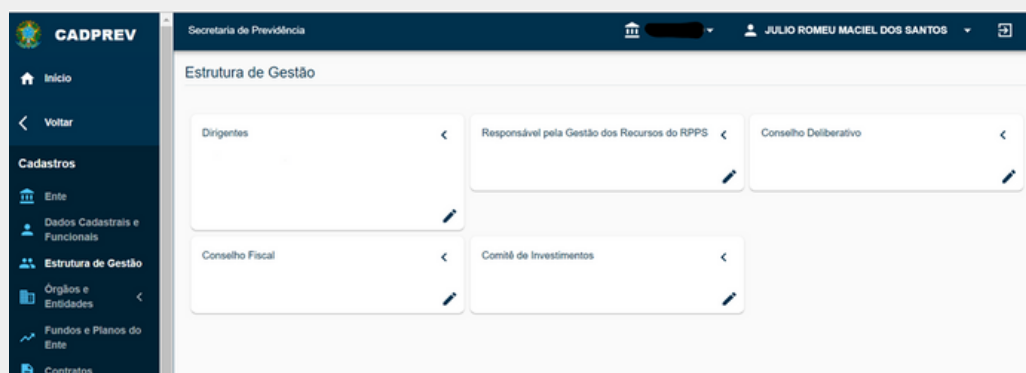 CADPREV
Secretaria de Previdência
JULIO ROMEU MACIEL DOS SANTOS
Início
Voltar
Cadastros
Ente
Dados Cadastrais e
Funcionais
Estrutura de Gestão
Órgãos e
Entidades
Fundos e Planos do
Ente
Contratos
Estrutura de Gestão
Dirigentes
Responsável pela Gestão dos Recursos do RPPS
Conselho Deliberativo
Conselho Fiscal
Comitê de Investimentos